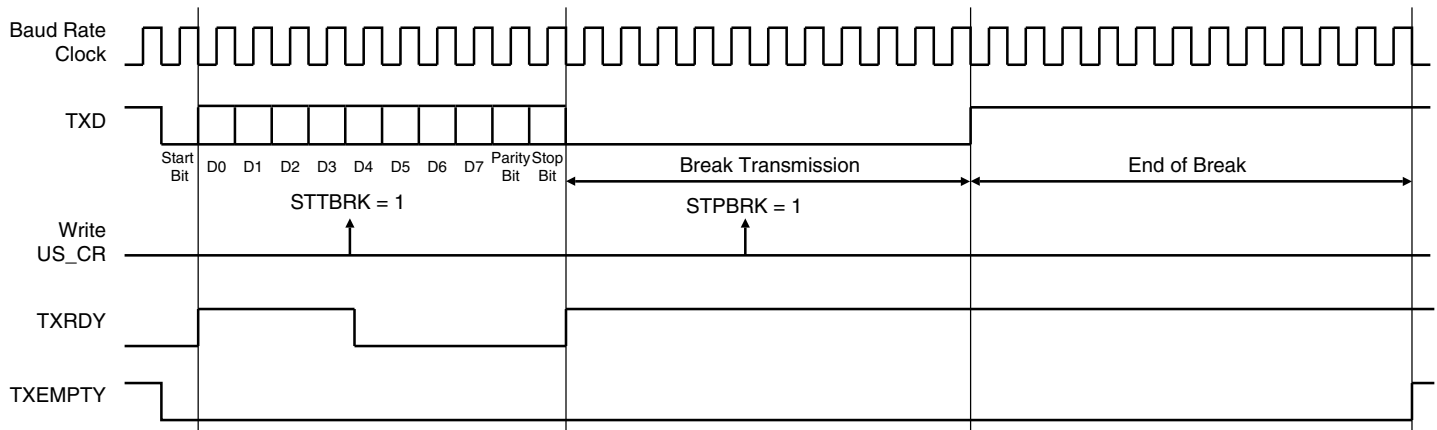 Baud Rate
Clock
TXD
Start
Bit
D0 D1 D2 D3 D4 D5 D6 D7
Parity
Bit
Stop
Bit
Break Transmission
End of Break
STTBRK = 1
STPBRK = 1
Write
US_CR
TXRDY
TXEMPTY